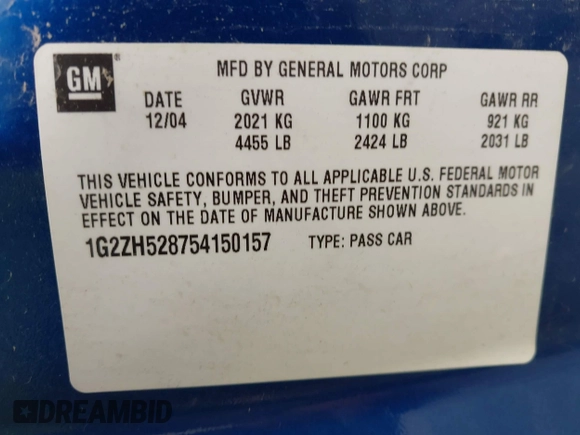 GM
®
MFD BY GENERAL MOTORS CORP
DATE GVWR GAWR FRT GAWR RR
12/04 2021 KG 1100 KG 921 KG
4455 LB 2424 LB 2031 LB
THIS VEHICLE CONFORMS TO ALL APPLICABLE U.S. FEDERAL MOTOR
VEHICLE SAFETY, BUMPER, AND THEFT PREVENTION STANDARDS IN
EFFECT ON THE DATE OF MANUFACTURE SHOWN ABOVE.
1G2ZH528754150157 TYPE: PASS CAR
DREAMBID